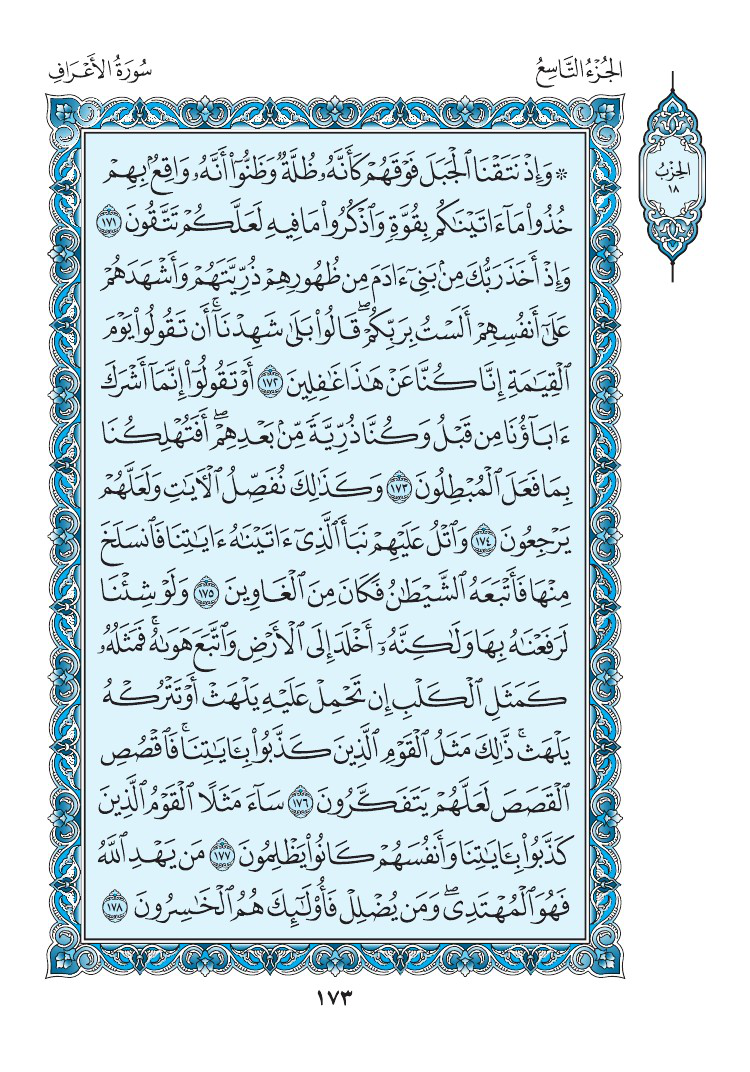 الجُزْءُ التَّاسِعُ
سُورَةُ الأَعْرَافِ
الحِزْبُ
١٨
۞ وَإِذْ نَتَقْنَا ٱلْجَبَلَ فَوْقَهُمْ كَأَنَّهُۥ ظُلَّةٌ وَظَنُّوٓا۟ أَنَّهُۥ وَاقِعٌۢ بِهِمْ
خُذُوا۟ مَآ ءَاتَيْنَٰكُم بِقُوَّةٍ وَٱذْكُرُوا۟ مَا فِيهِ لَعَلَّكُمْ تَتَّقُونَ ١٧١
وَإِذْ أَخَذَ رَبُّكَ مِنۢ بَنِىٓ ءَادَمَ مِن ظُهُورِهِمْ ذُرِّيَّتَهُمْ وَأَشْهَدَهُمْ
عَلَىٰٓ أَنفُسِهِمْ أَلَسْتُ بِرَبِّكُمْ ۖ قَالُوا۟ بَلَىٰ شَهِدْنَآ ۚ أَن تَقُولُوا۟ يَوْمَ
ٱلْقِيَٰمَةِ إِنَّا كُنَّا عَنْ هَٰذَا غَٰفِلِينَ ١٧٢ أَوْ تَقُولُوٓا۟ إِنَّمَآ أَشْرَكَ
ءَابَآؤُنَا مِن قَبْلُ وَكُنَّا ذُرِّيَّةً مِّنۢ بَعْدِهِمْ ۖ أَفَتُهْلِكُنَا
بِمَا فَعَلَ ٱلْمُبْطِلُونَ ١٧٣ وَكَذَٰلِكَ نُفَصِّلُ ٱلْءَايَٰتِ وَلَعَلَّهُمْ
يَرْجِعُونَ ١٧٤ وَٱتْلُ عَلَيْهِمْ نَبَأَ ٱلَّذِىٓ ءَاتَيْنَٰهُ ءَايَٰتِنَا فَٱنسَلَخَ
مِنْهَا فَأَتْبَعَهُ ٱلشَّيْطَٰنُ فَكَانَ مِنَ ٱلْغَاوِينَ ١٧٥ وَلَوْ شِئْنَا
لَرَفَعْنَٰهُ بِهَا وَلَٰكِنَّهُۥٓ أَخْلَدَ إِلَى ٱلْأَرْضِ وَٱتَّبَعَ هَوَىٰهُ ۚ فَمَثَلُهُۥ
كَمَثَلِ ٱلْكَلْبِ إِن تَحْمِلْ عَلَيْهِ يَلْهَثْ أَوْ تَتْرُكْهُ
يَلْهَث ۚ ذَّٰلِكَ مَثَلُ ٱلْقَوْمِ ٱلَّذِينَ كَذَّبُوا۟ بِـَٔايَٰتِنَا ۚ فَٱقْصُصِ
ٱلْقَصَصَ لَعَلَّهُمْ يَتَفَكَّرُونَ ١٧٦ سَآءَ مَثَلًا ٱلْقَوْمُ ٱلَّذِينَ
كَذَّبُوا۟ بِـَٔايَٰتِنَا وَأَنفُسَهُمْ كَانُوا۟ يَظْلِمُونَ ١٧٧ مَن يَهْدِ ٱللَّهُ
فَهُوَ ٱلْمُهْتَدِى ۖ وَمَن يُضْلِلْ فَأُو۟لَٰٓئِكَ هُمُ ٱلْخَٰسِرُونَ ١٧٨
١٧٣